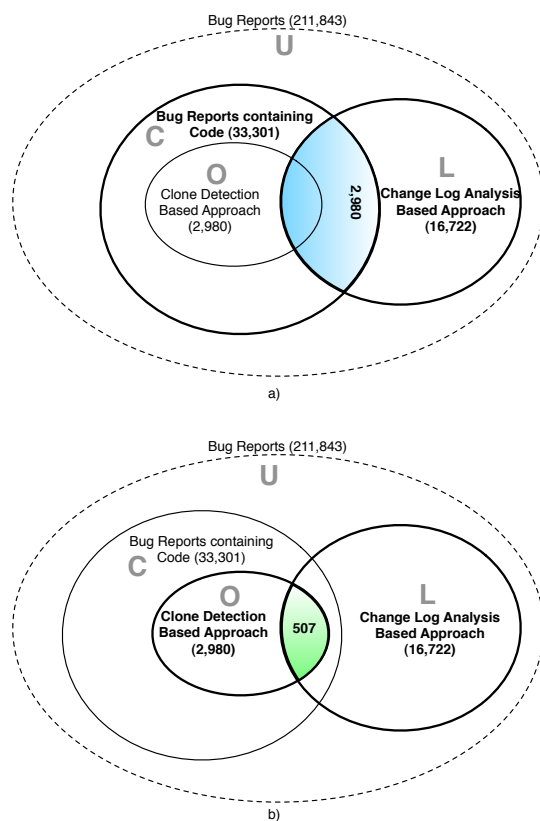 Bug Reports (211,843)
U
Bug Reports containing
Code (33,301)
C
O
Clone Detection
Based Approach
(2,980)
2,980
L
Change Log Analysis
Based Approach
(16,722)
a)
Bug Reports (211,843)
U
Bug Reports containing
Code (33,301)
C
O
Clone Detection
Based Approach
(2,980)
507
L
Change Log Analysis
Based Approach
(16,722)
b)